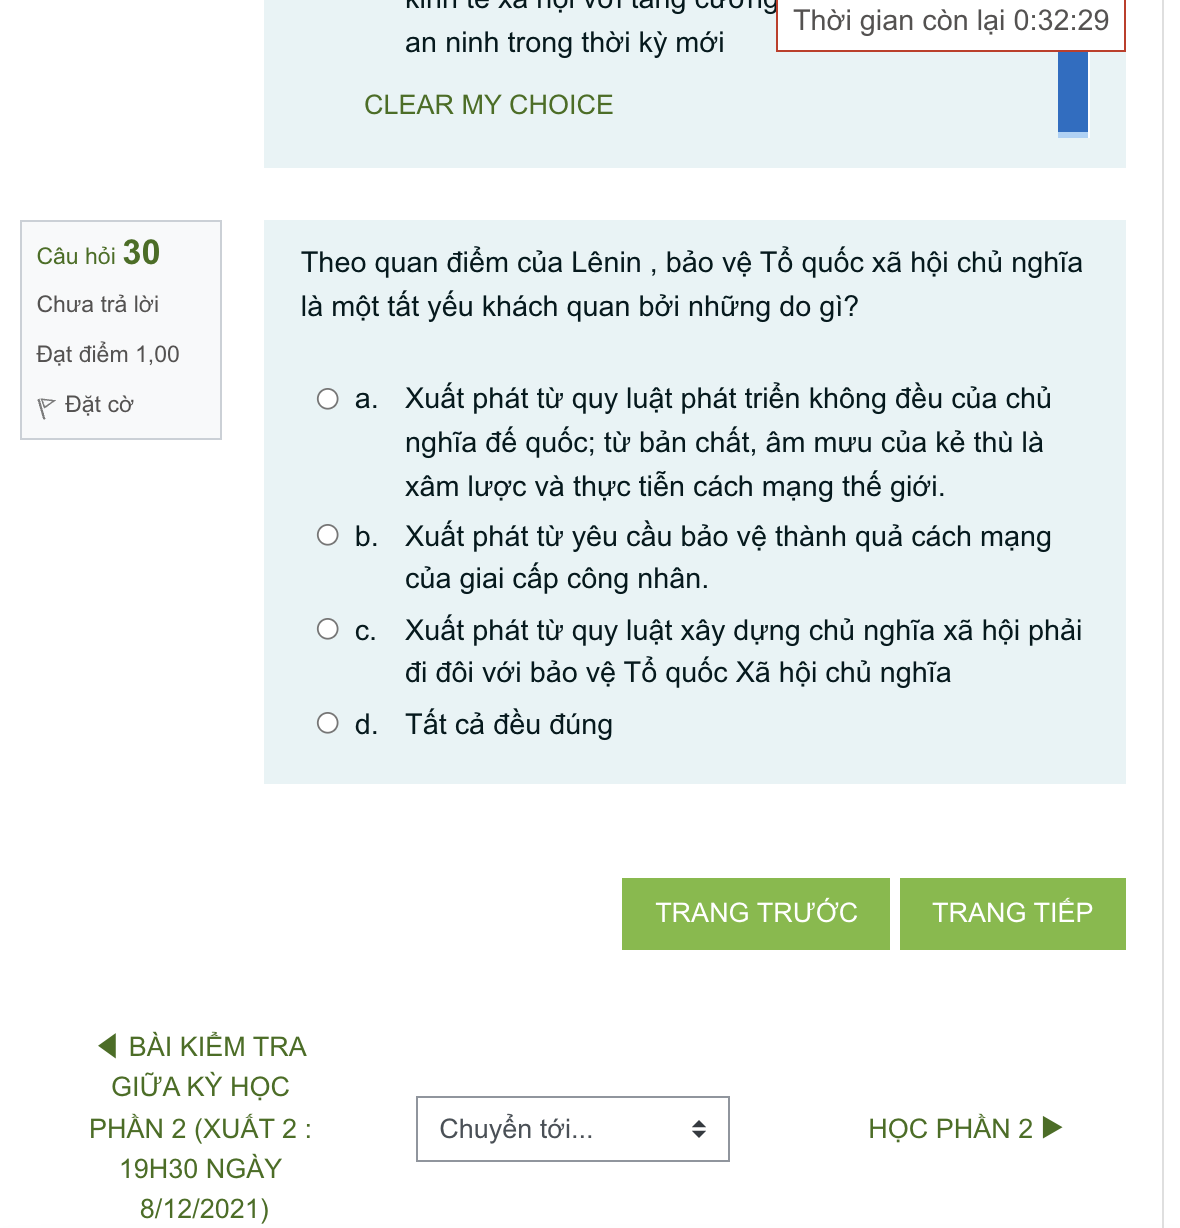 kinh tế xã hội với tăng cường
Thời gian còn lại 0:32:29
an ninh trong thời kỳ mới
CLEAR MY CHOICE
Câu hỏi 30
Chưa trả lời
Đạt điểm 1,00
Đặt cờ
Theo quan điểm của Lênin , bảo vệ Tổ quốc xã hội chủ nghĩa
là một tất yếu khách quan bởi những do gì?
a. Xuất phát từ quy luật phát triển không đều của chủ
nghĩa đế quốc; từ bản chất, âm mưu của kẻ thù là
xâm lược và thực tiễn cách mạng thế giới.
b. Xuất phát từ yêu cầu bảo vệ thành quả cách mạng
của giai cấp công nhân.
c. Xuất phát từ quy luật xây dựng chủ nghĩa xã hội phải
đi đôi với bảo vệ Tổ quốc Xã hội chủ nghĩa
d. Tất cả đều đúng
TRANG TRƯỚC
TRANG TIẾP
◀ BÀI KIỂM TRA
GIỮA KỲ HỌC
PHẦN 2 (XUẤT 2 :
19H30 NGÀY
8/12/2021)
Chuyển tới...
HỌC PHẦN 2 ▶